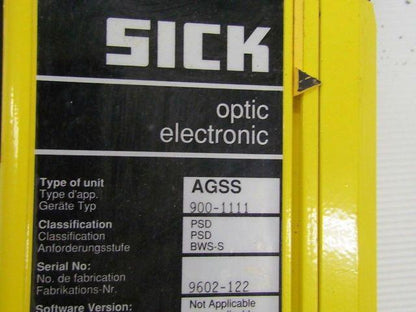 SICK
optic
electronic
Type of unit AGSS
Type d'app.
Geräte Typ 900-1111
Classification PSD
Classification PSD
Anforderungsstufe BWS-S
Serial No:
No. de fabrication
Fabrikations-Nr. 9602-122
Software Version: Not Applicable